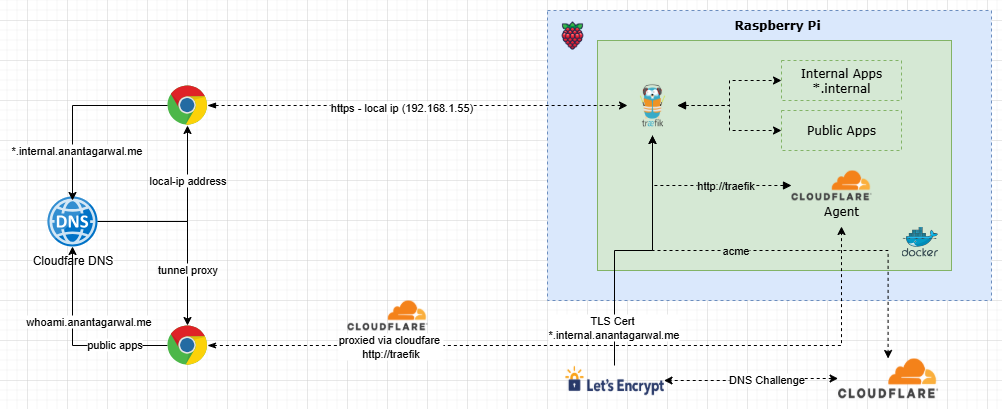 Raspberry Pi
Internal Apps
*.internal
https - local ip (192.168.1.55)
træfik
Public Apps
*.internal.anantagarwal.me
local-ip address
http://traefik
CLOUDFLARE
Agent
DNS
Cloudfare DNS
acme
docker
tunnel proxy
whoami.anantagarwal.me
public apps
CLOUDFLARE
proxied via cloudfare
http://traefik
TLS Cert
*.internal.anantagarwal.me
Let's Encrypt
DNS Challenge
CLOUDFLARE